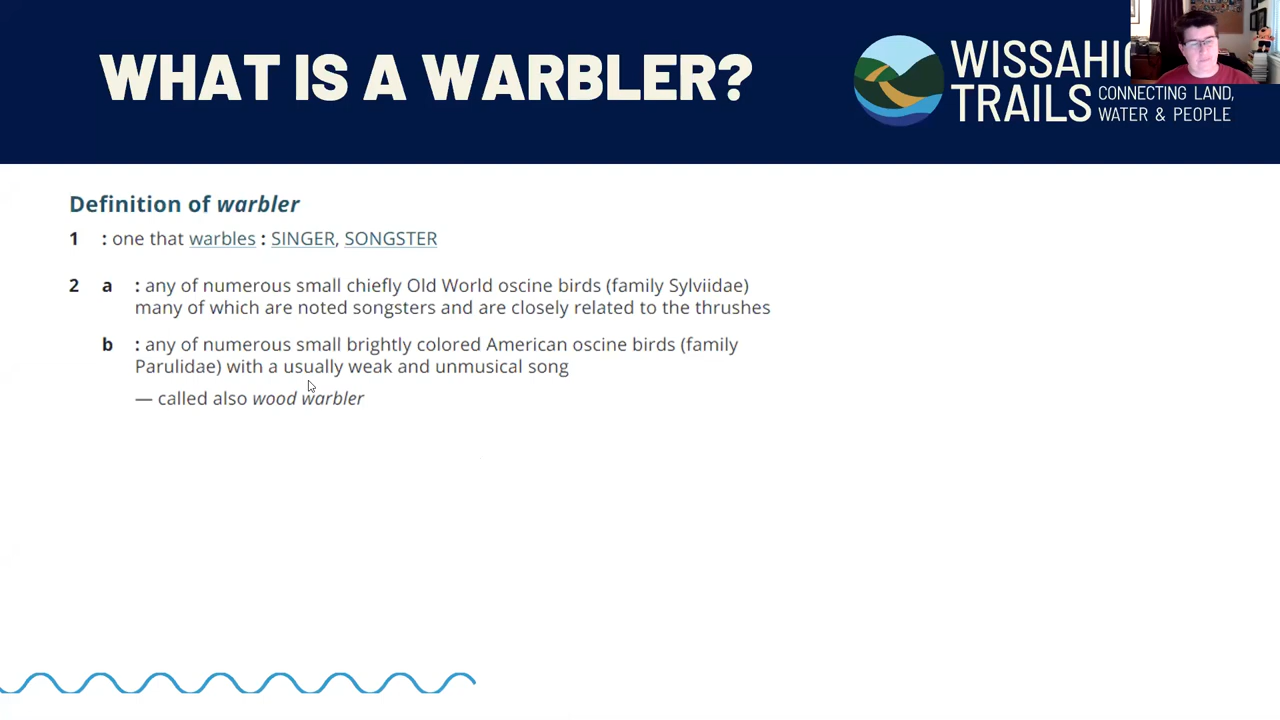 WHAT IS A WARBLER?
WISSAHIC
TRAILS
CONNECTING LAND,
WATER & PEOPLE
Definition of warbler
1 : one that warbles : SINGER, SONGSTER
2 a : any of numerous small chiefly Old World oscine birds (family Sylviidae)
many of which are noted songsters and are closely related to the thrushes
b : any of numerous small brightly colored American oscine birds (family
Parulidae) with a usually weak and unmusical song
— called also wood warbler